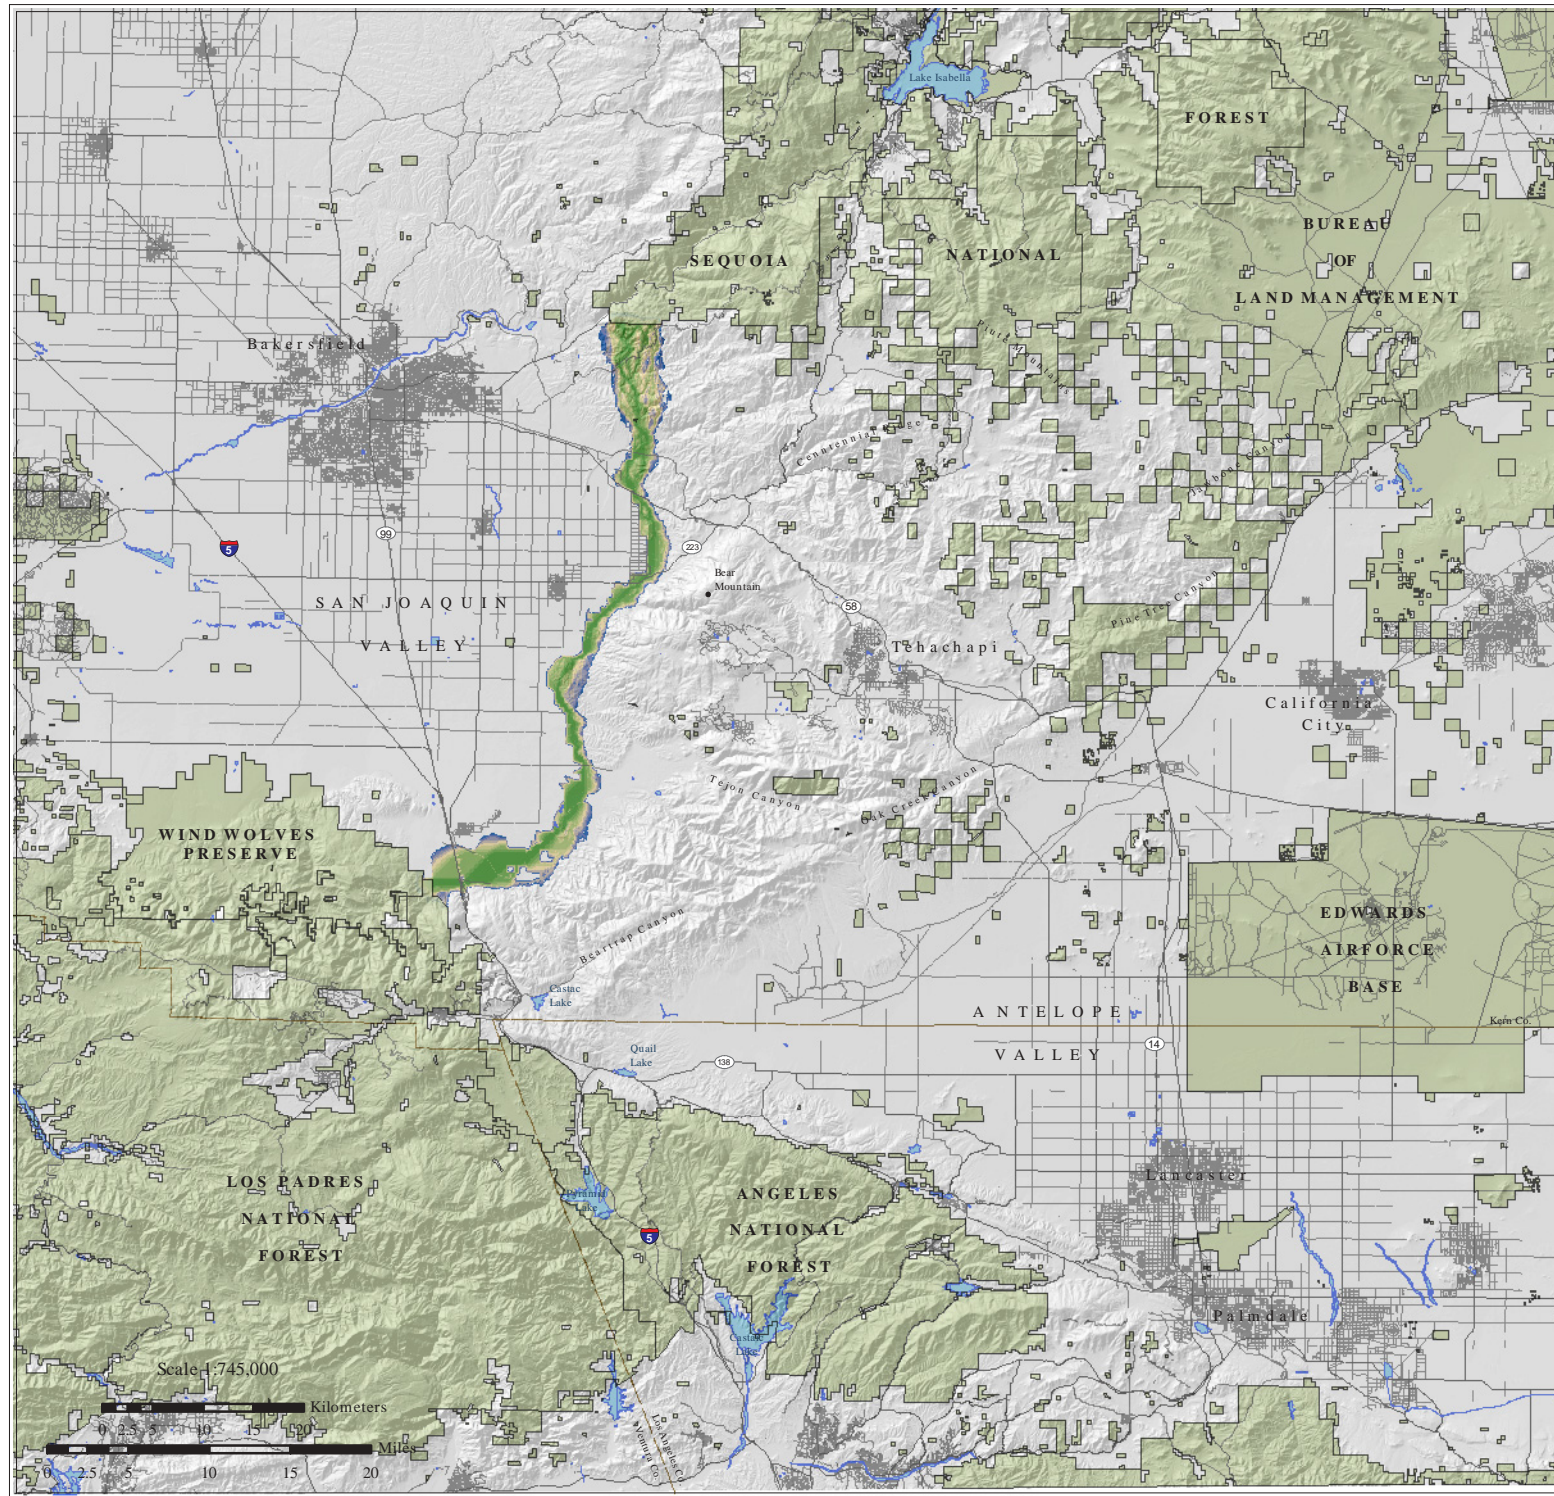 Lake Isabella
FOREST
BUREAU
OF
LAND MANAGEMENT
SEQUOIA
NATIONAL
Piute Mountains
Bakersfield
Centennial Ridge
Jawbone Canyon
99
5
223
Bear
Mountain
58
SAN JOAQUIN
VALLEY
Tehachapi
Pine Tree Canyon
California
City
Tejon Canyon
Oak Creek Canyon
WIND WOLVES
PRESERVE
EDWARDS
AIRFORCE
BASE
Beartrap Canyon
Castac
Lake
ANTELOPE
VALLEY
Kern Co.
14
Quail
Lake
138
Lancaster
LOS PADRES
NATIONAL
FOREST
Pyramid
Lake
ANGELES
NATIONAL
FOREST
5
Palmdale
Castaic
Lake
Scale 1:745,000
Kilometers
0 2.5 5 10 15 20
Miles
0 2.5 5 10 15 20
Los Angeles Co.
Ventura Co.